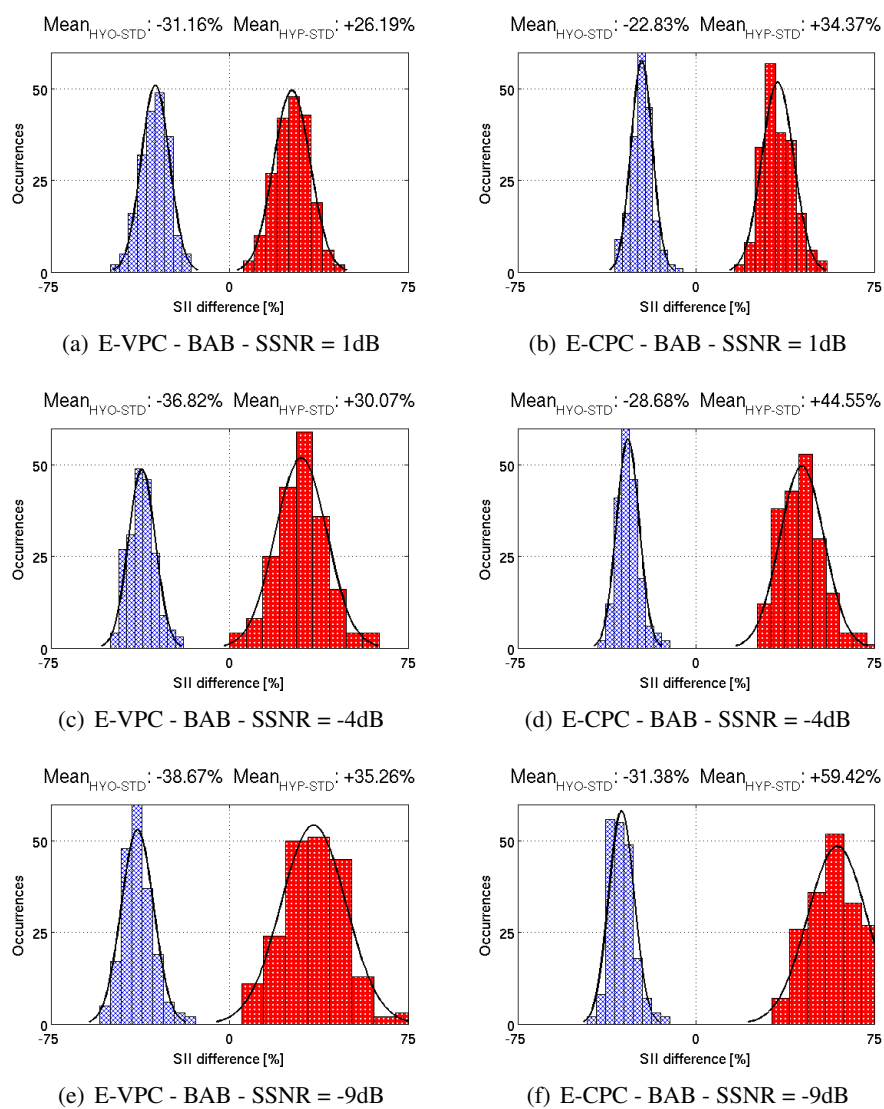 Mean_HYO-STD: -31.16% Mean_HYP-STD: +26.19%
50
25
0
-75 0 75
Occurrences
SII difference [%]
(a) E-VPC - BAB - SSNR = 1dB
Mean_HYO-STD: -22.83% Mean_HYP-STD: +34.37%
50
25
0
-75 0 75
Occurrences
SII difference [%]
(b) E-CPC - BAB - SSNR = 1dB
Mean_HYO-STD: -36.82% Mean_HYP-STD: +30.07%
50
25
0
-75 0 75
Occurrences
SII difference [%]
(c) E-VPC - BAB - SSNR = -4dB
Mean_HYO-STD: -28.68% Mean_HYP-STD: +44.55%
50
25
0
-75 0 75
Occurrences
SII difference [%]
(d) E-CPC - BAB - SSNR = -4dB
Mean_HYO-STD: -38.67% Mean_HYP-STD: +35.26%
50
25
0
-75 0 75
Occurrences
SII difference [%]
(e) E-VPC - BAB - SSNR = -9dB
Mean_HYO-STD: -31.38% Mean_HYP-STD: +59.42%
50
25
0
-75 0 75
Occurrences
SII difference [%]
(f) E-CPC - BAB - SSNR = -9dB